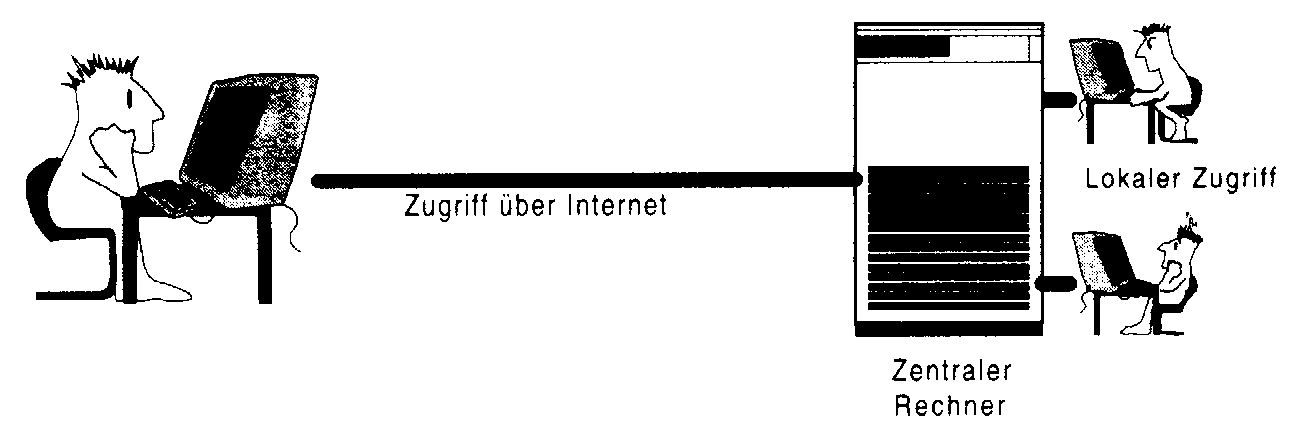 Zugriff über Internet
Lokaler Zugriff
Zentraler
Rechner